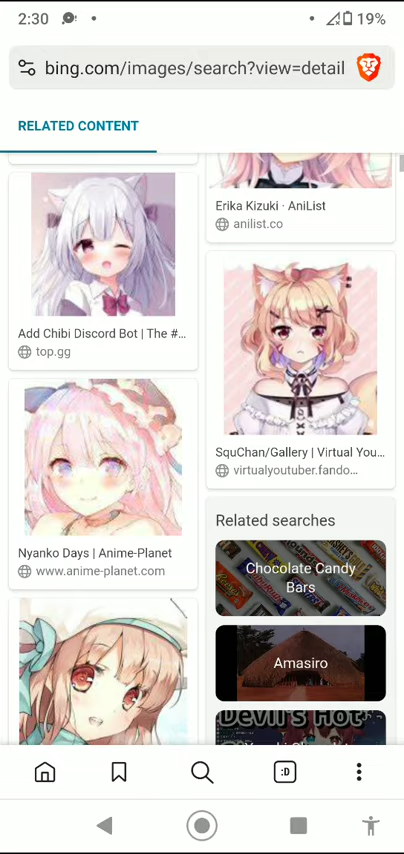 2:30
19%
bing.com/images/search?view=detail
RELATED CONTENT
Erika Kizuki · AniList
anilist.co
Add Chibi Discord Bot | The #...
top.gg
SquChan/Gallery | Virtual You...
virtualyoutuber.fando...
Nyanko Days | Anime-Planet
www.anime-planet.com
Related searches
Chocolate Candy
Bars
Amasiro
Devil's Hot
:D